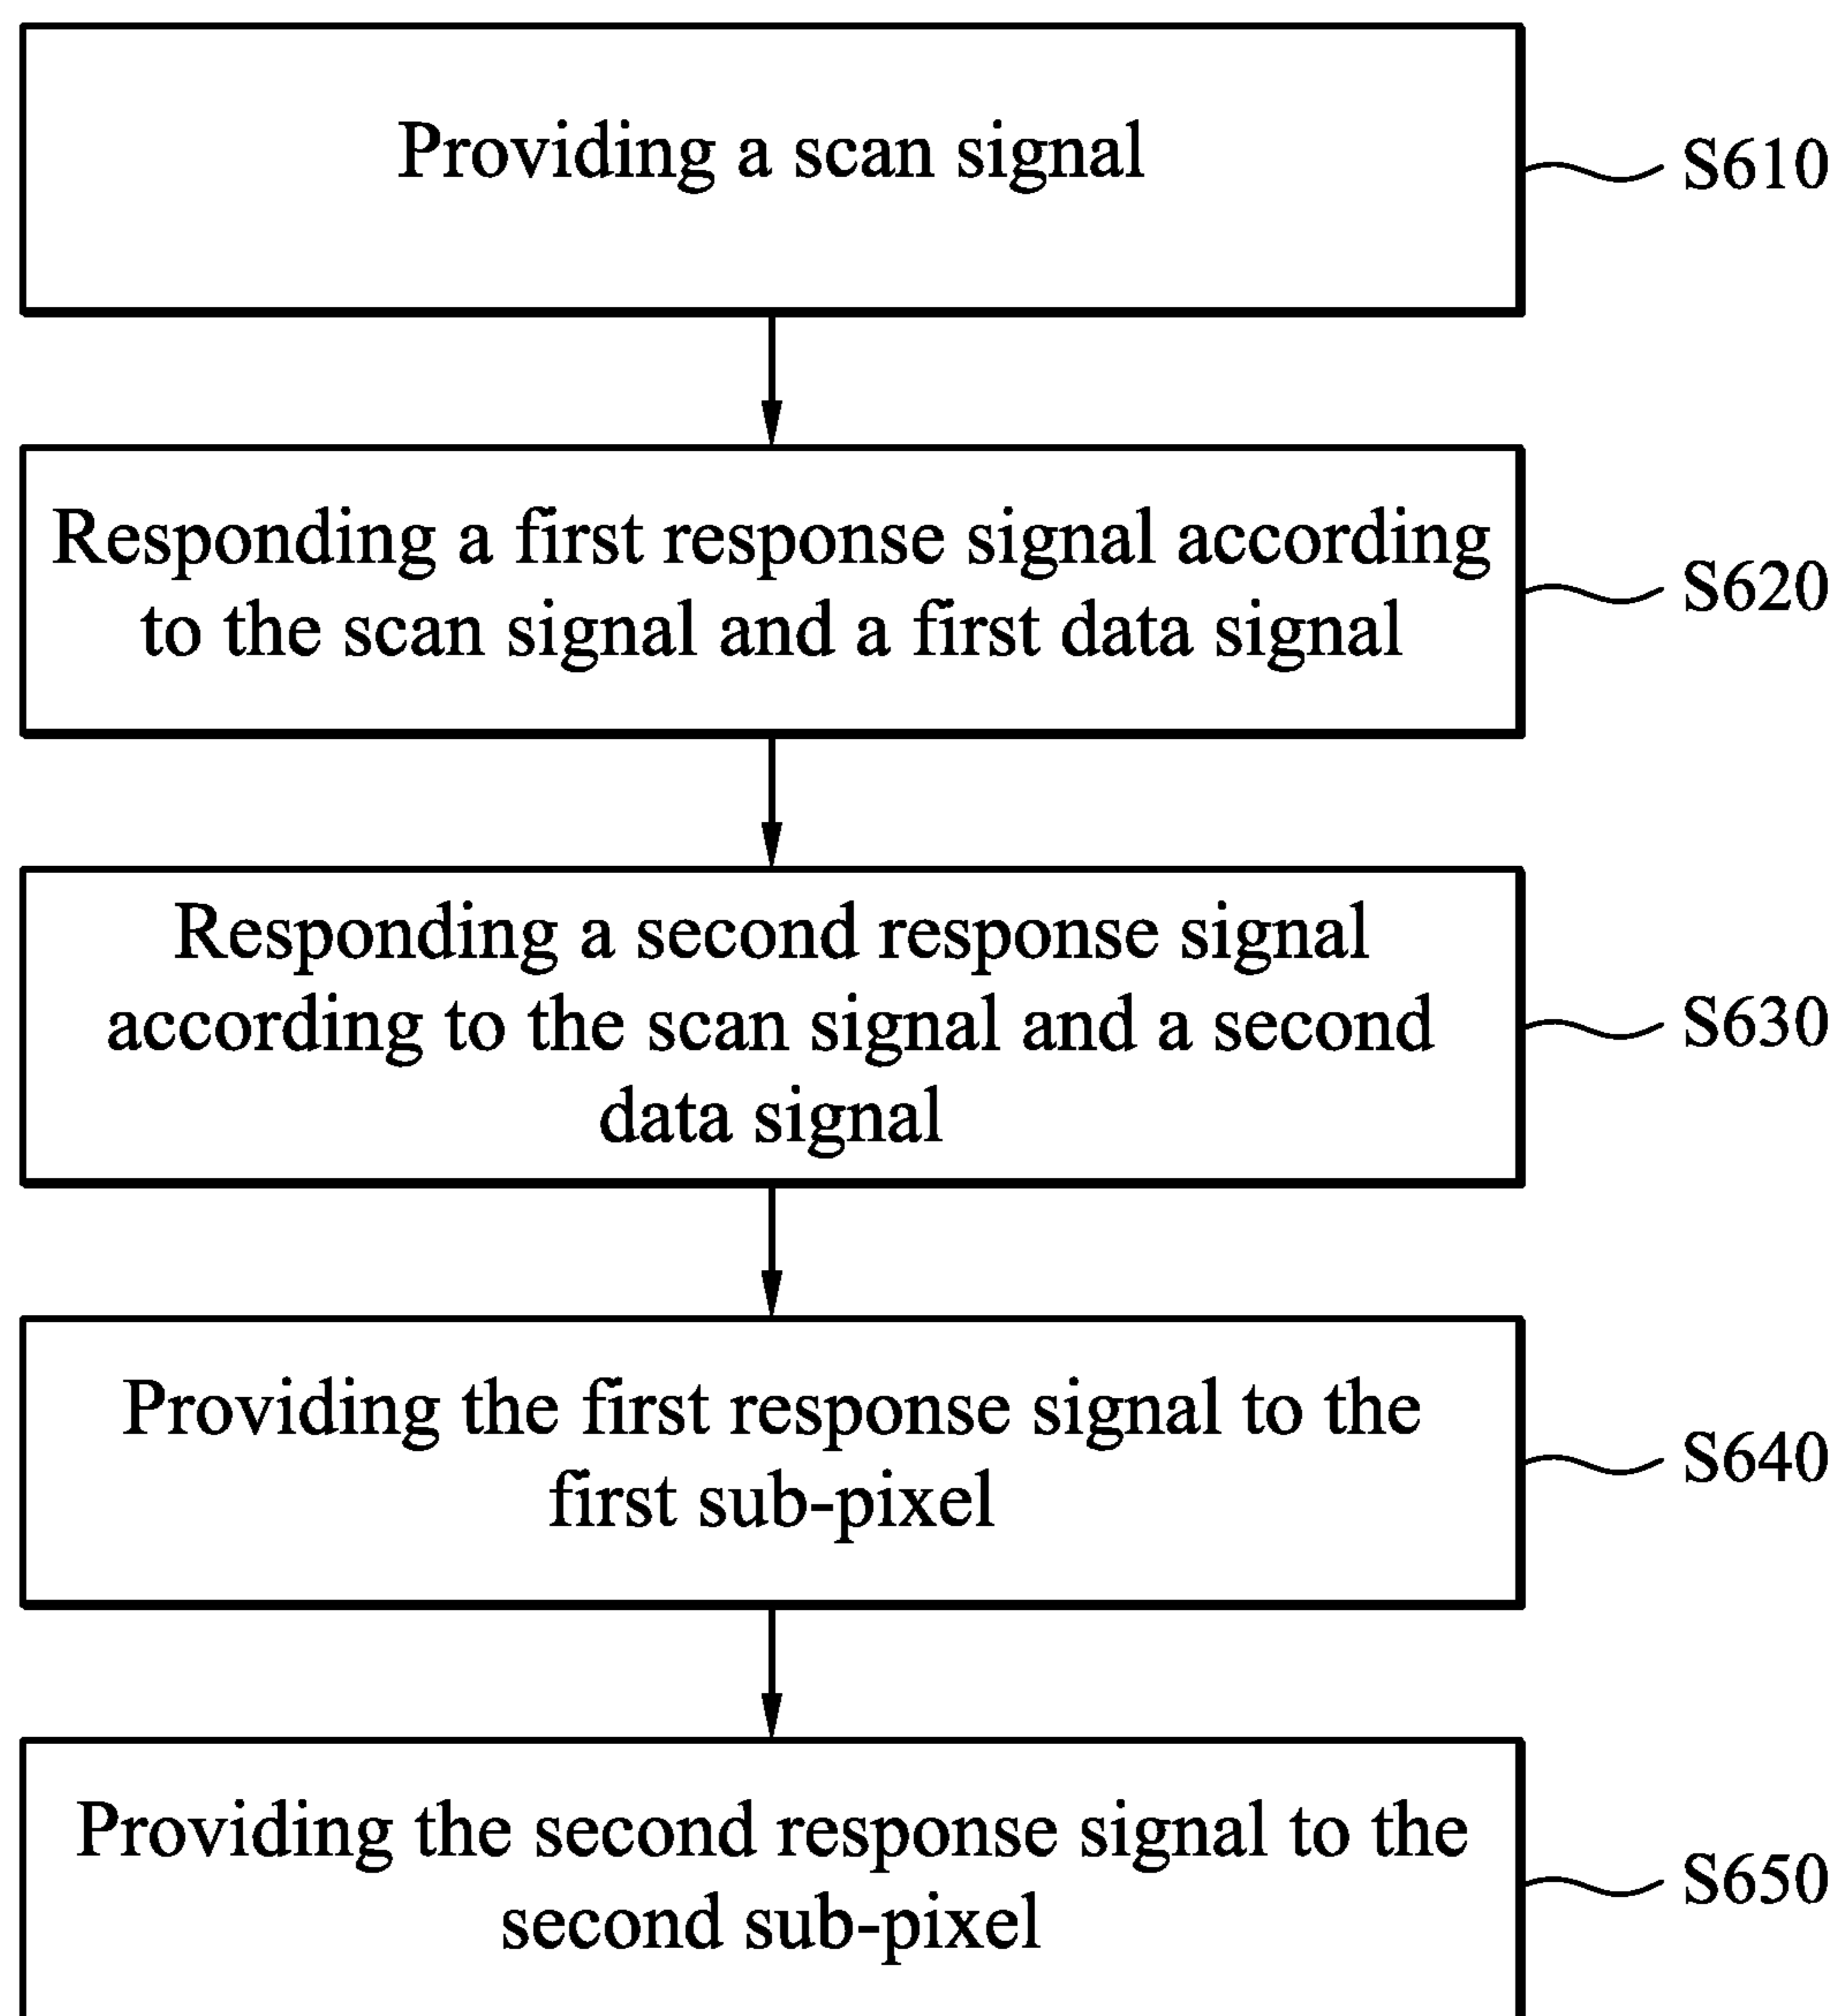 Providing a scan signal
S610
Responding a first response signal according
to the scan signal and a first data signal
S620
Responding a second response signal
according to the scan signal and a second
data signal
S630
Providing the first response signal to the
first sub-pixel
S640
Providing the second response signal to the
second sub-pixel
S650